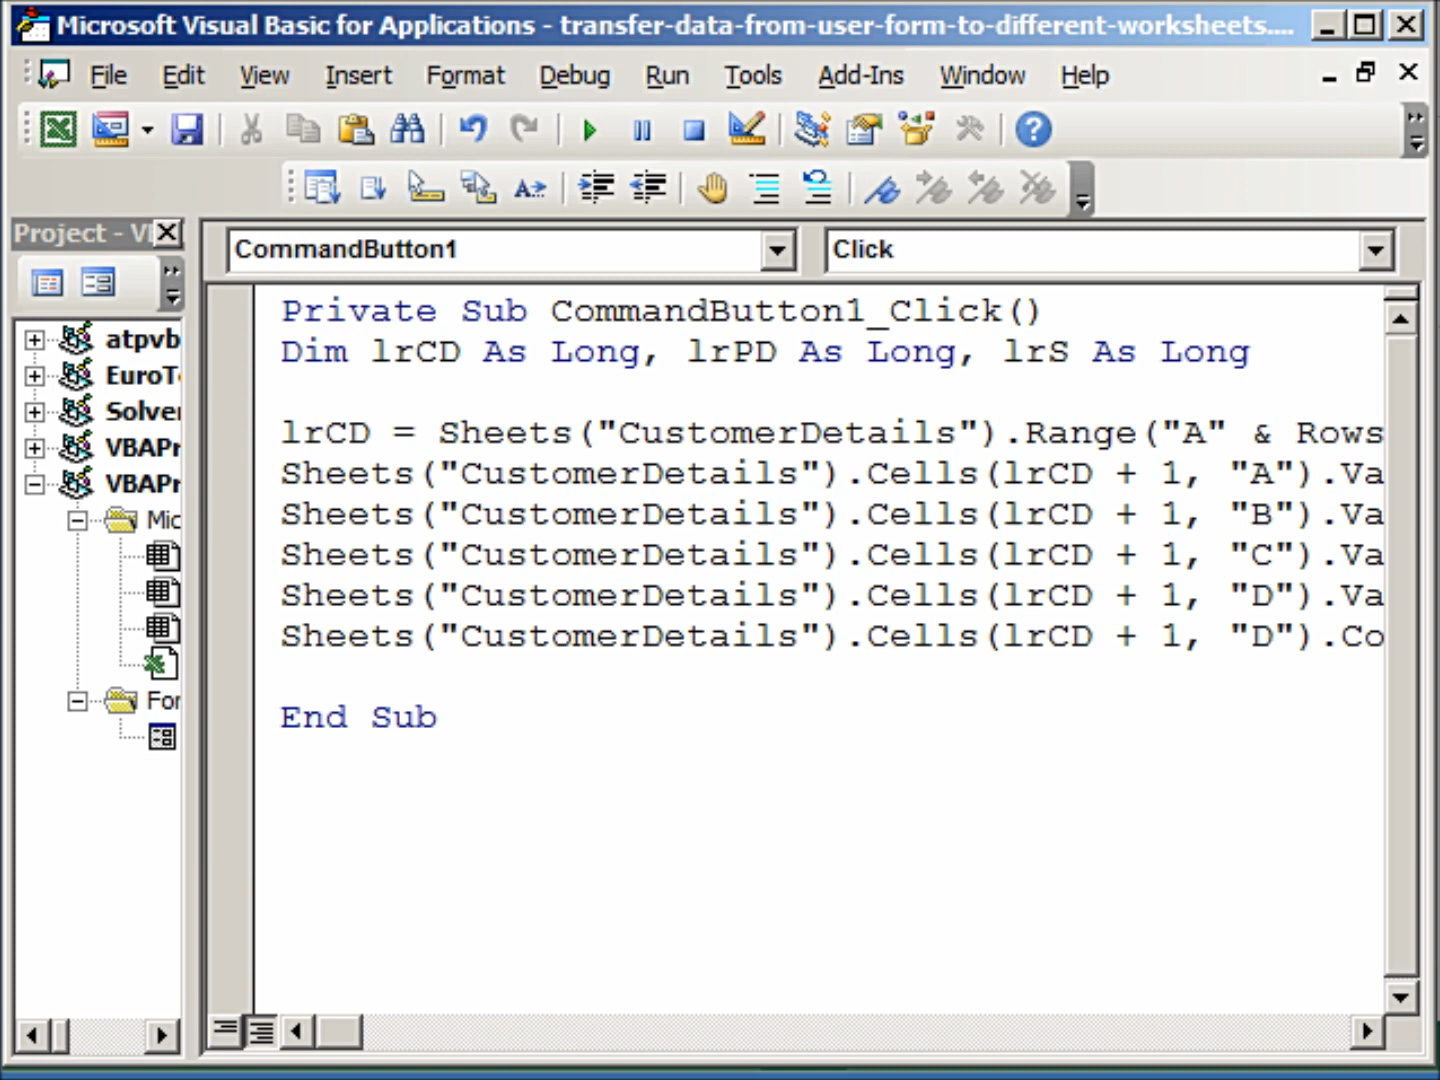 Microsoft Visual Basic for Applications - transfer-data-from-user-form-to-different-worksheets....
File Edit View Insert Format Debug Run Tools Add-Ins Window Help
Project - VI
CommandButton1
Click
atpvb
EuroT
Solver
VBAPr
VBAPr
Mic
For
Private Sub CommandButton1_Click()
Dim lrCD As Long, lrPD As Long, lrS As Long
lrCD = Sheets("CustomerDetails").Range("A" & Rows
Sheets("CustomerDetails").Cells(lrCD + 1, "A").Va
Sheets("CustomerDetails").Cells(lrCD + 1, "B").Va
Sheets("CustomerDetails").Cells(lrCD + 1, "C").Va
Sheets("CustomerDetails").Cells(lrCD + 1, "D").Va
Sheets("CustomerDetails").Cells(lrCD + 1, "D").Co
End Sub